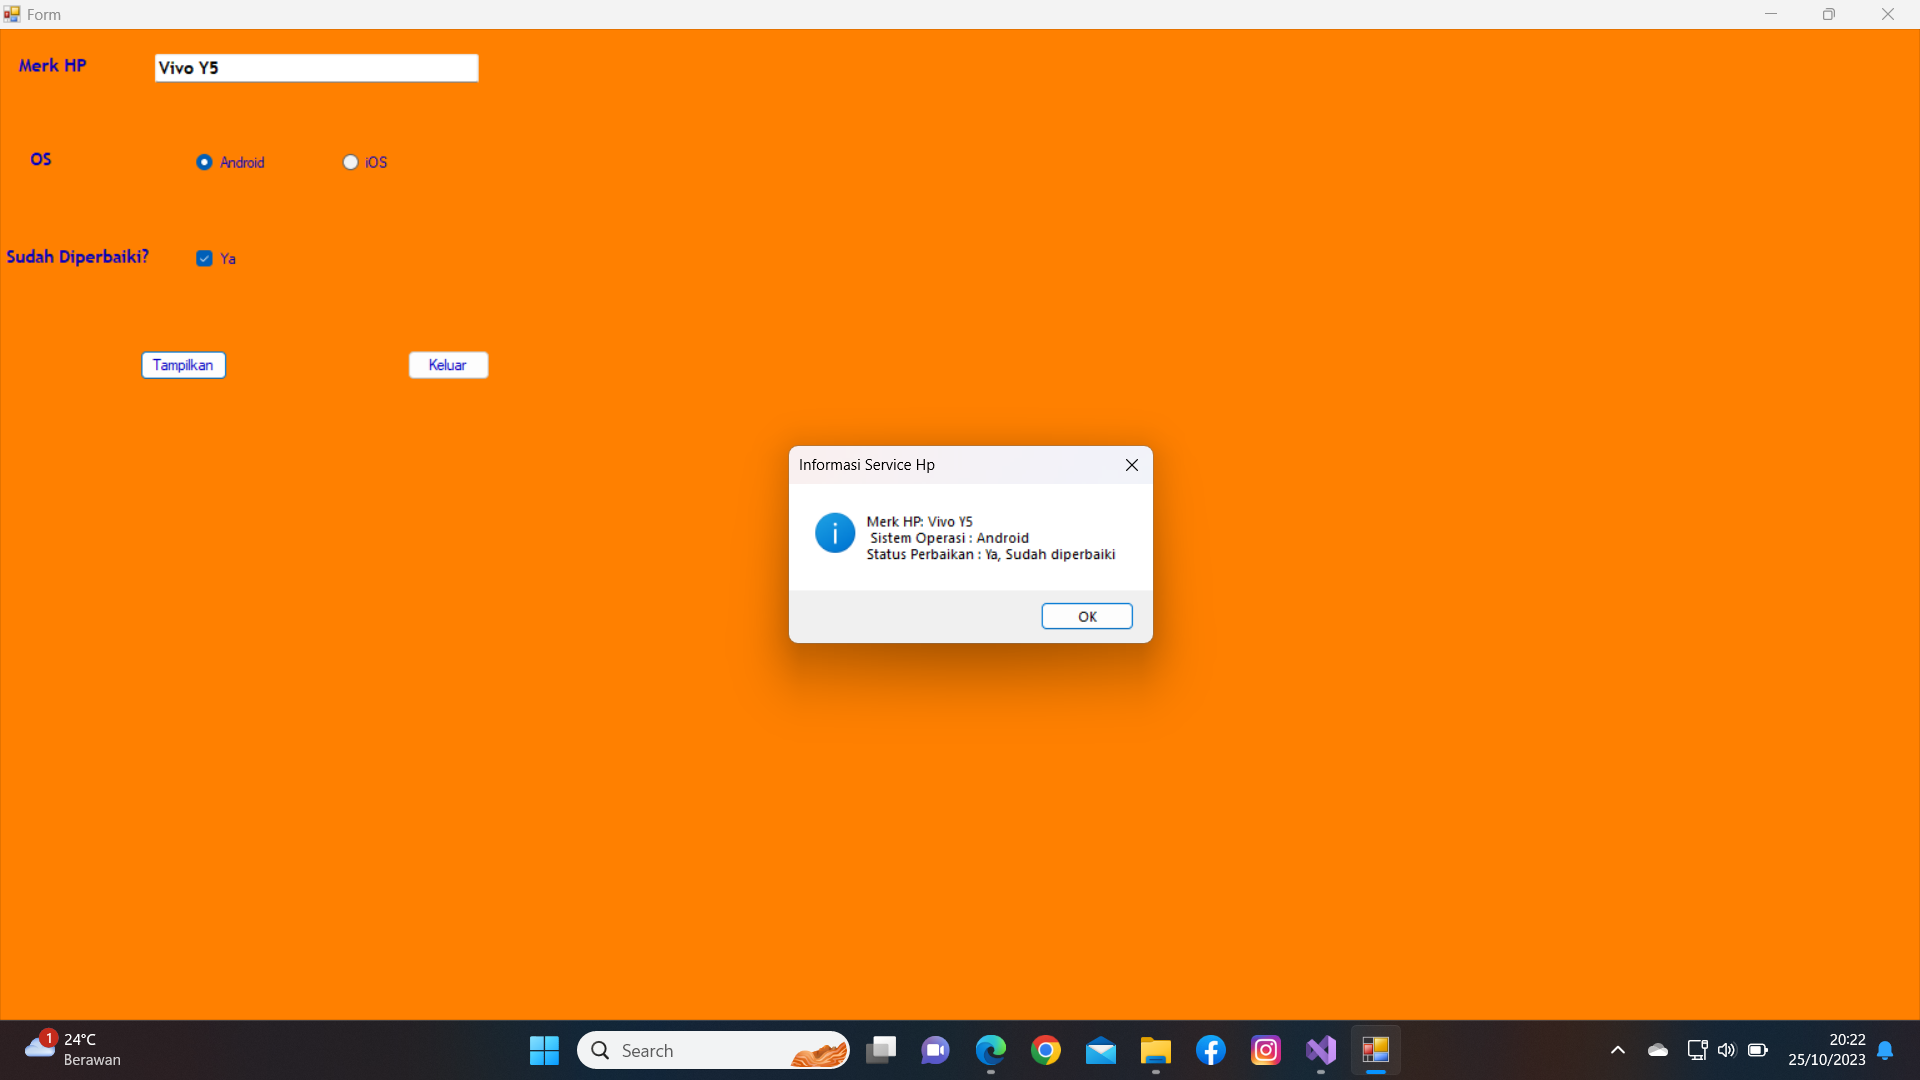 Form
Merk HP
Vivo Y5
OS
Android
iOS
Sudah Diperbaiki?
Ya
Tampilkan
Keluar
Informasi Service Hp
Merk HP: Vivo Y5
Sistem Operasi : Android
Status Perbaikan : Ya, Sudah diperbaiki
OK
1
24°C
Berawan
Search
20:22
25/10/2023